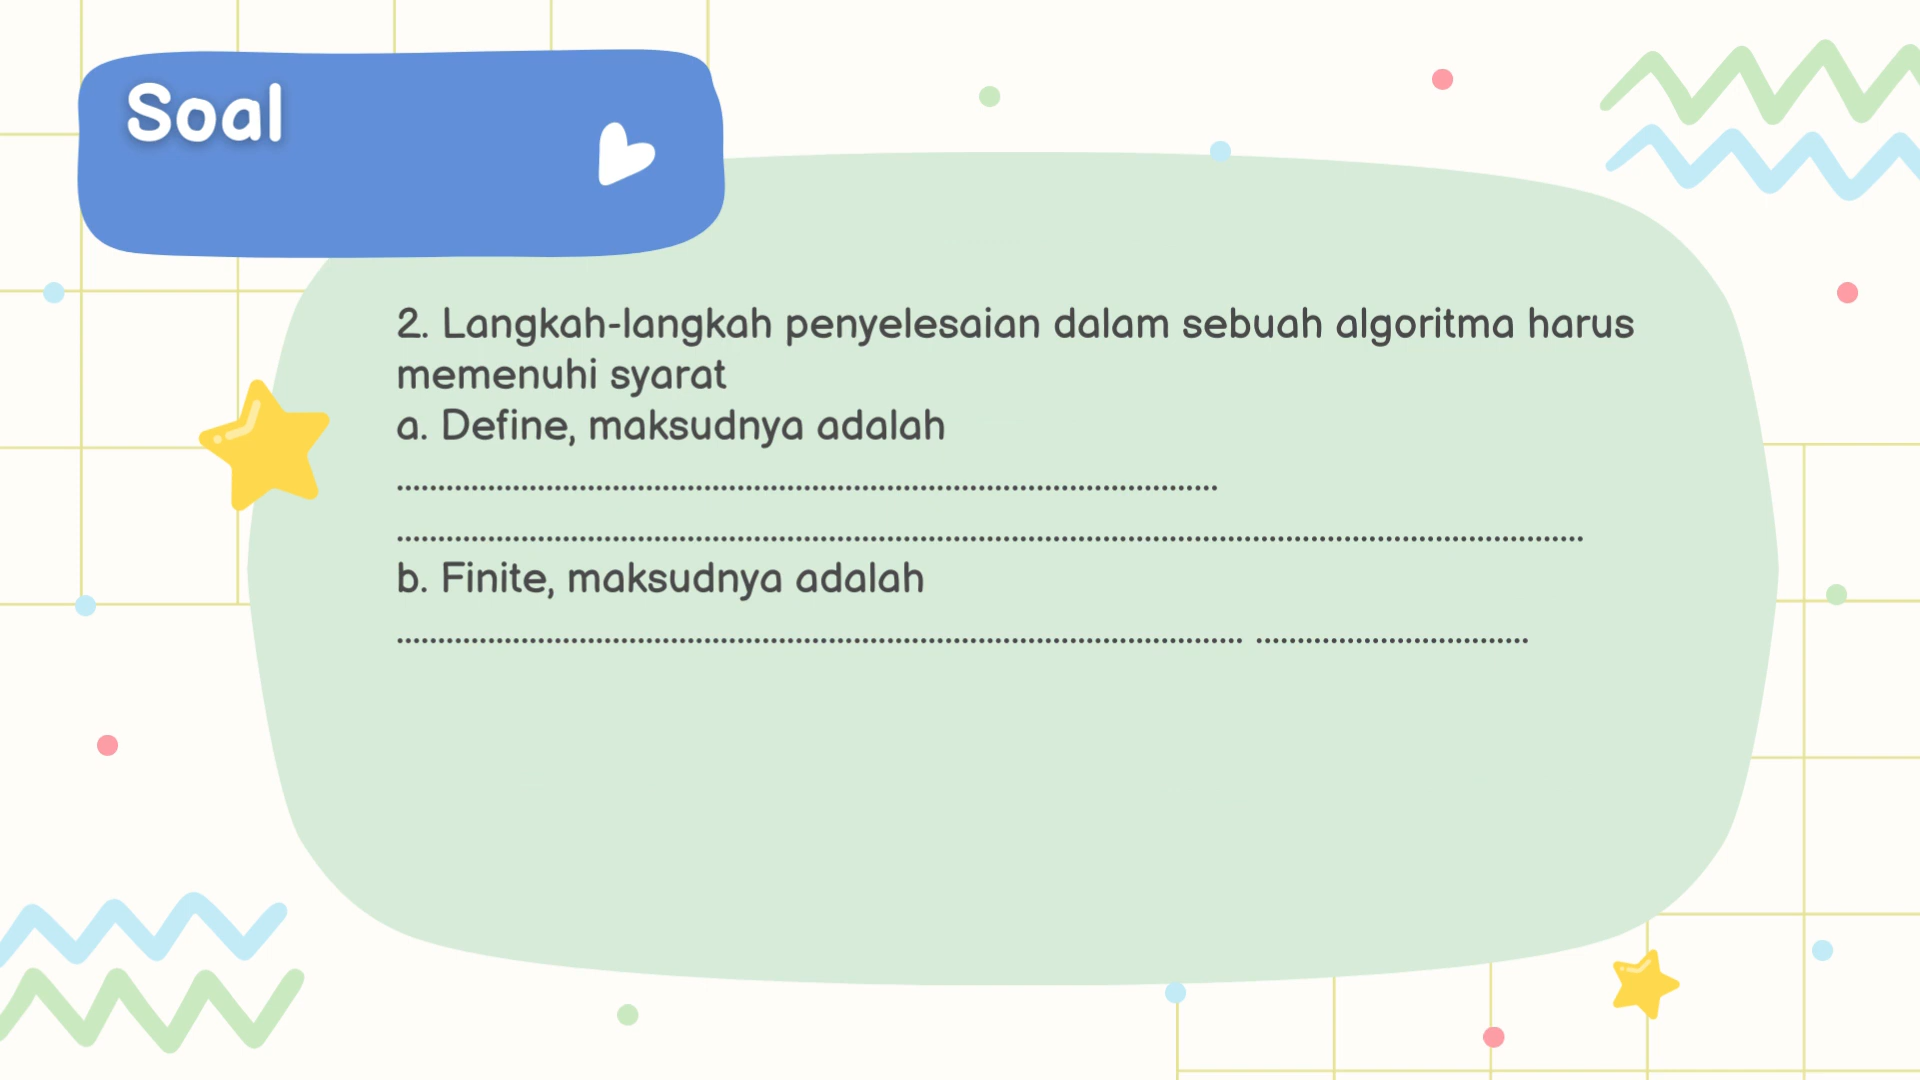 Soal
2. Langkah-langkah penyelesaian dalam sebuah algoritma harus
memenuhi syarat
a. Define, maksudnya adalah
...................................................................................................
...............................................................................................................................................
b. Finite, maksudnya adalah
...................................................................................................... .................................